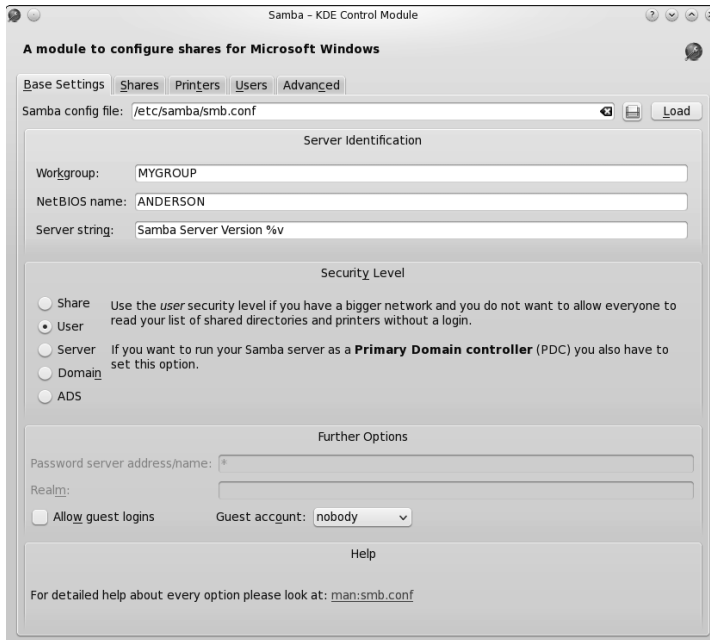 Samba – KDE Control Module
A module to configure shares for Microsoft Windows
Base Settings Shares Printers Users Advanced
Samba config file: /etc/samba/smb.conf Load
Server Identification
Workgroup: MYGROUP
NetBIOS name: ANDERSON
Server string: Samba Server Version %v
Security Level
Share
User
Server
Domain
ADS
Use the user security level if you have a bigger network and you do not want to allow everyone to
read your list of shared directories and printers without a login.
If you want to run your Samba server as a Primary Domain controller (PDC) you also have to
set this option.
Further Options
Password server address/name: *
Realm:
Allow guest logins Guest account: nobody
Help
For detailed help about every option please look at: man:smb.conf